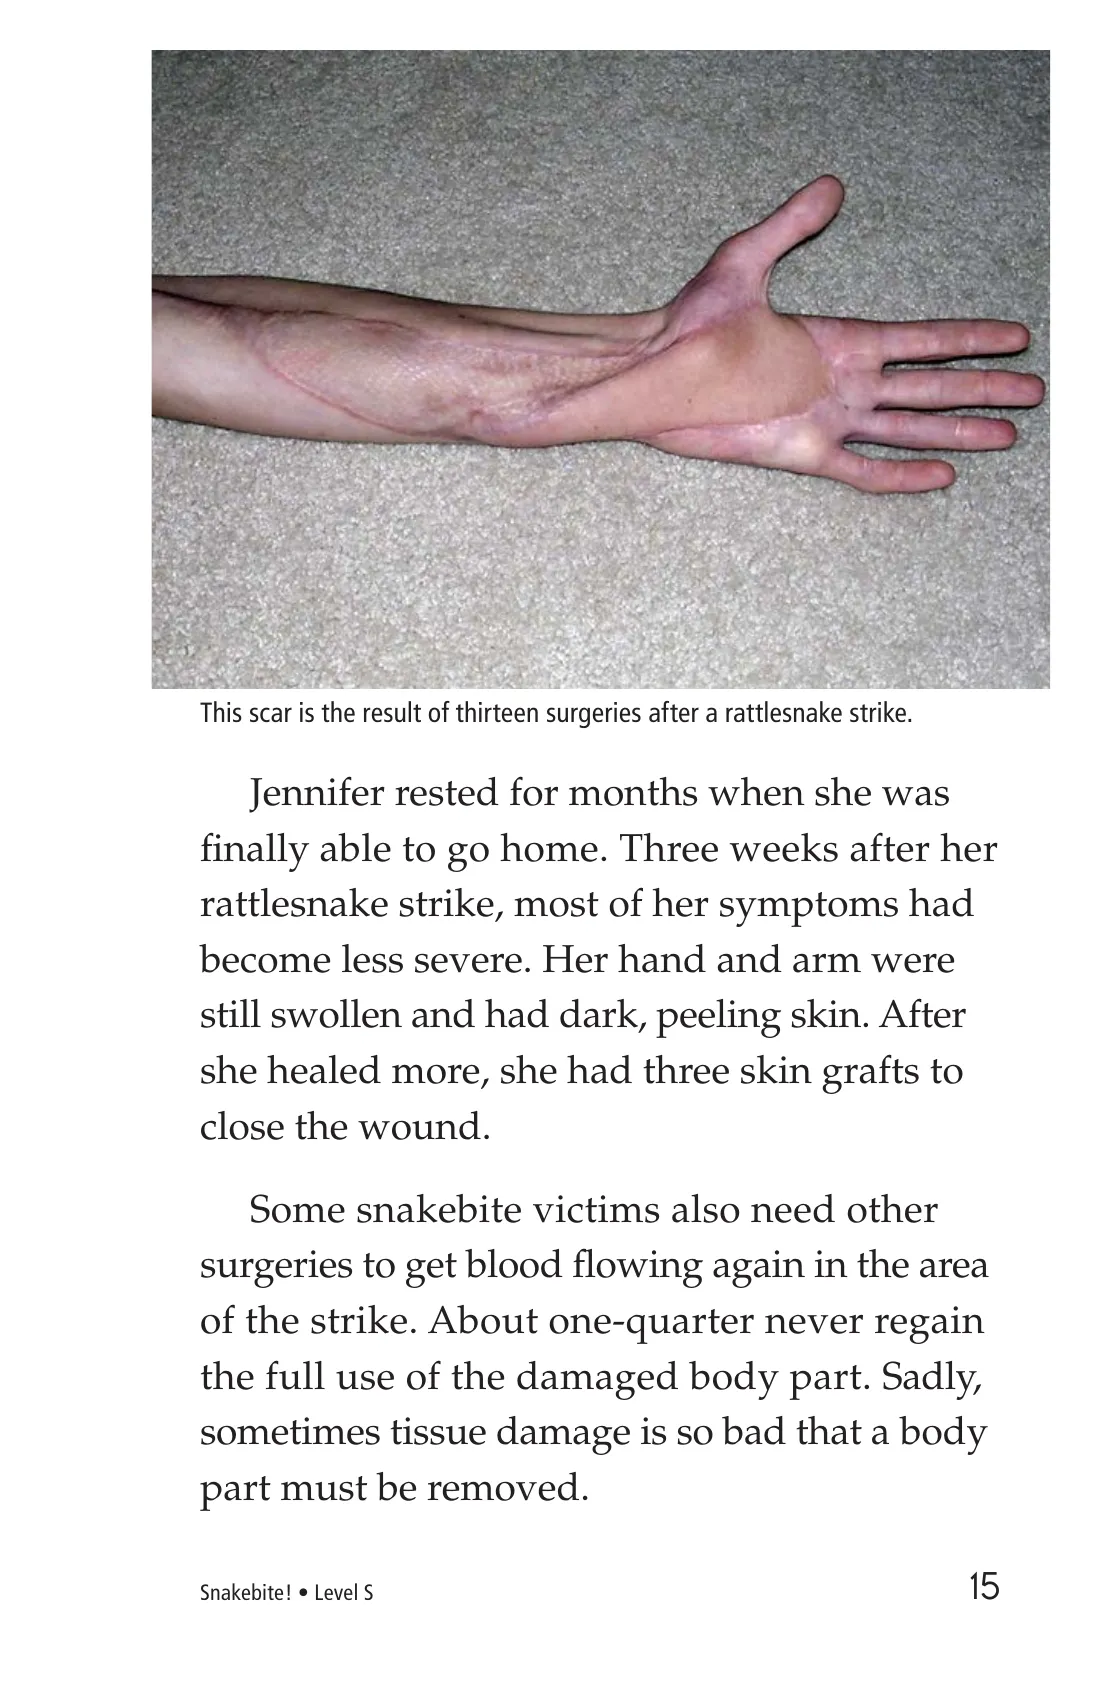 This scar is the result of thirteen surgeries after a rattlesnake strike.
Jennifer rested for months when she was
finally able to go home. Three weeks after her
rattlesnake strike, most of her symptoms had
become less severe. Her hand and arm were
still swollen and had dark, peeling skin. After
she healed more, she had three skin grafts to
close the wound.
Some snakebite victims also need other
surgeries to get blood flowing again in the area
of the strike. About one-quarter never regain
the full use of the damaged body part. Sadly,
sometimes tissue damage is so bad that a body
part must be removed.
Snakebite! • Level S 15